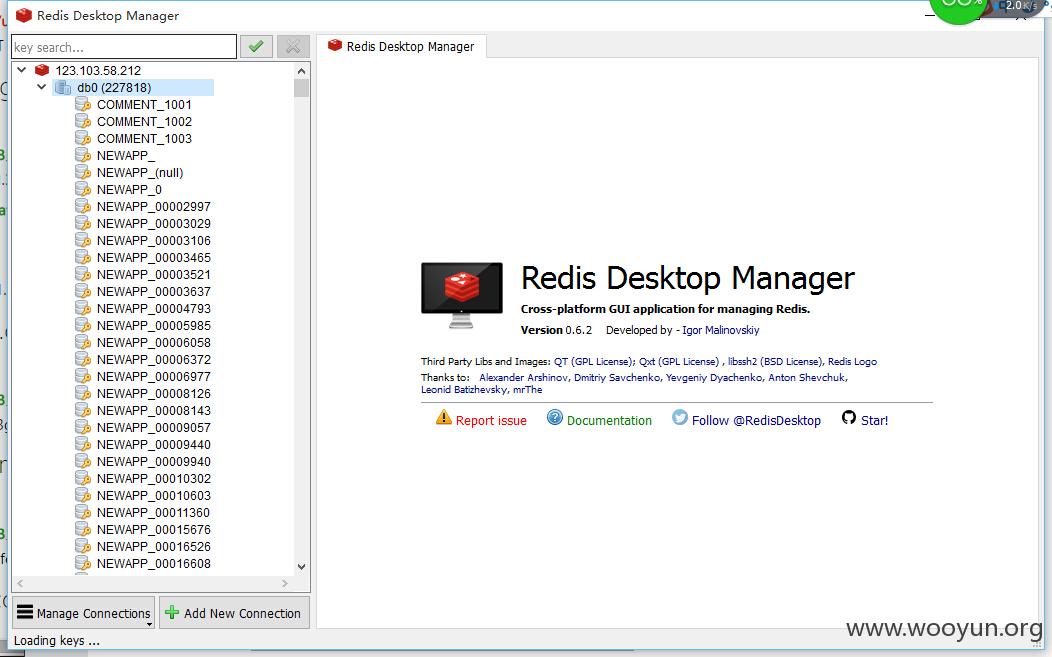 Redis Desktop Manager
2.0K/s
key search...
Redis Desktop Manager
123.103.58.212
db0 (227818)
COMMENT_1001
COMMENT_1002
COMMENT_1003
NEWAPP_
NEWAPP_(null)
NEWAPP_0
NEWAPP_00002997
NEWAPP_00003029
NEWAPP_00003106
NEWAPP_00003465
NEWAPP_00003521
NEWAPP_00003637
NEWAPP_00004793
NEWAPP_00005985
NEWAPP_00006058
NEWAPP_00006372
NEWAPP_00006977
NEWAPP_00008126
NEWAPP_00008143
NEWAPP_00009057
NEWAPP_00009440
NEWAPP_00009940
NEWAPP_00010302
NEWAPP_00010603
NEWAPP_00011360
NEWAPP_00015676
NEWAPP_00016526
NEWAPP_00016608
Redis Desktop Manager
Cross-platform GUI application for managing Redis.
Version 0.6.2 Developed by - Igor Malinovskiy
Third Party Libs and Images: QT (GPL License); Qxt (GPL License) , libssh2 (BSD License), Redis Logo
Thanks to: Alexander Arshinov, Dmitriy Savchenko, Yevgeniy Dyachenko, Anton Shevchuk,
Leonid Batizhevsky, mrThe
Report issue Documentation Follow @RedisDesktop Star!
Manage Connections Add New Connection
Loading keys ...
www.wooyun.org